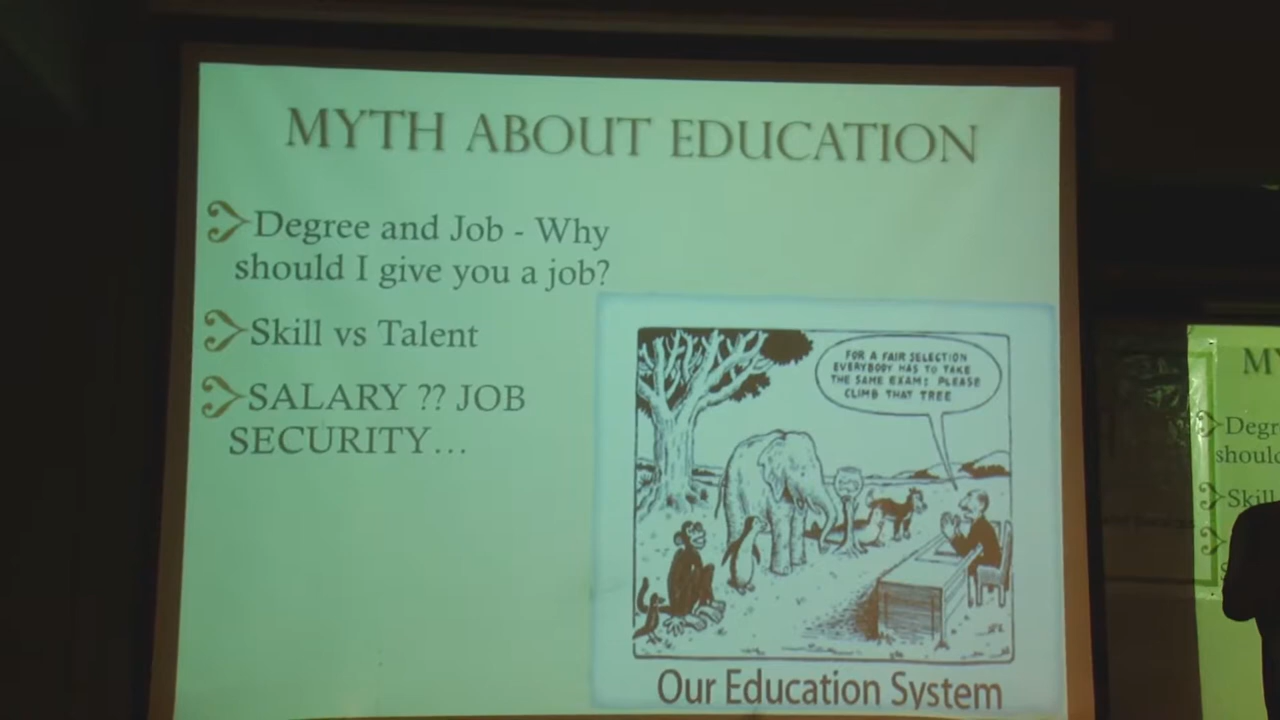 MYTH ABOUT EDUCATION
Degree and Job - Why
should I give you a job?
Skill vs Talent
SALARY ?? JOB
SECURITY...
FOR A FAIR SELECTION
EVERYBODY HAS TO TAKE
THE SAME EXAM: PLEASE
CLIMB THAT TREE
Our Education System
MY
Degr
should
Skil